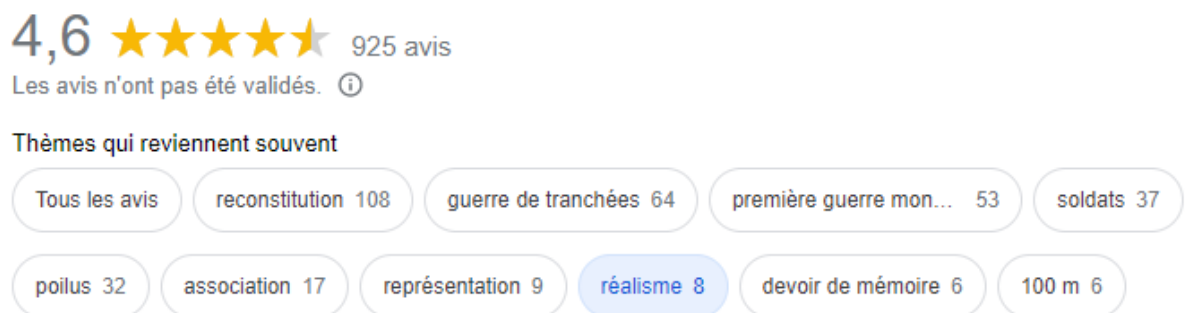 4,6 925 avis
Les avis n'ont pas été validés.
Thèmes qui reviennent souvent
Tous les avis reconstitution 108 guerre de tranchées 64 première guerre mon... 53 soldats 37
poilus 32 association 17 représentation 9 réalisme 8 devoir de mémoire 6 100 m 6